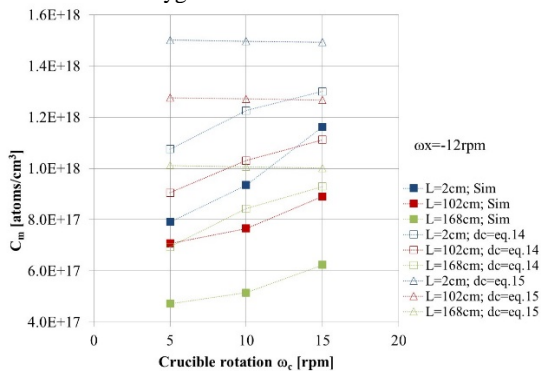 1.6E+18
1.4E+18
1.2E+18
1.0E+18
8.0E+17
6.0E+17
4.0E+17
Cₘ [atoms/cm³]
0 5 10 15 20
Crucible rotation ω_c [rpm]
ωx=-12rpm
L=2cm; Sim
L=102cm; Sim
L=168cm; Sim
L=2cm; dc=eq.14
L=102cm; dc=eq.14
L=168cm; dc=eq.14
L=2cm; dc=eq.15
L=102cm; dc=eq.15
L=168cm; dc=eq.15